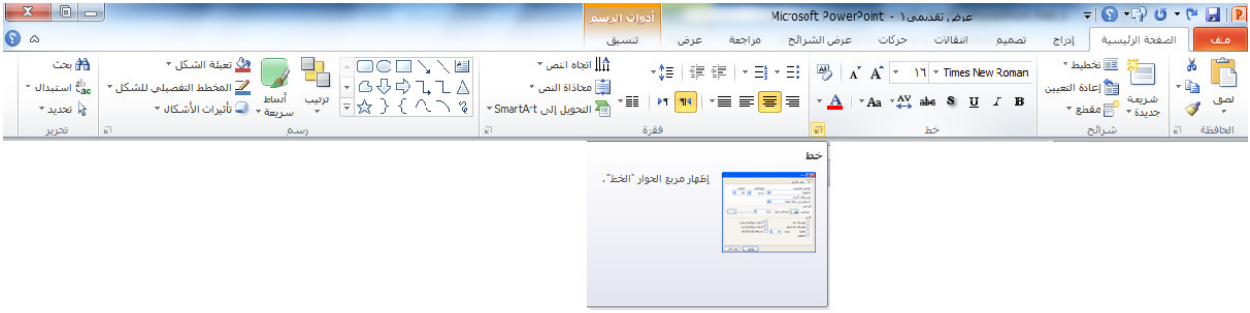 عرض تقديمي١ - Microsoft PowerPoint
أدوات الرسم
ملف الصفحة الرئيسية إدراج تصميم انتقالات حركات عرض الشرائح مراجعة عرض تنسيق
لصق
الحافظة
شريحة جديدة
تخطيط
إعادة التعيين
مقطع
شرائح
Times New Roman ١٦
B I U S abc AV Aa A
خط
اتجاه النص
محاذاة النص
التحويل إلى SmartArt
فقرة
ترتيب
أنماط سريعة
تعبئة الشكل
المخطط التفصيلي للشكل
تأثيرات الأشكال
رسم
بحث
استبدال
تحديد
تحرير
خط
إظهار مربع الحوار "الخط".